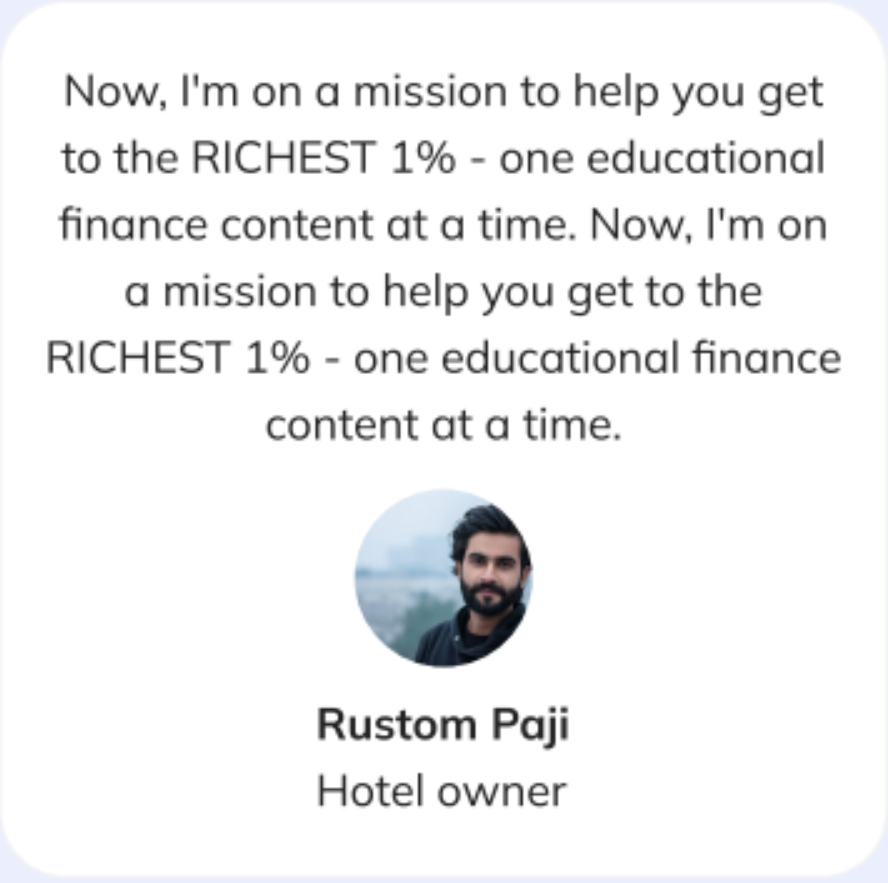 Now, I'm on a mission to help you get
to the RICHEST 1% - one educational
finance content at a time. Now, I'm on
a mission to help you get to the
RICHEST 1% - one educational finance
content at a time.
Rustom Paji
Hotel owner